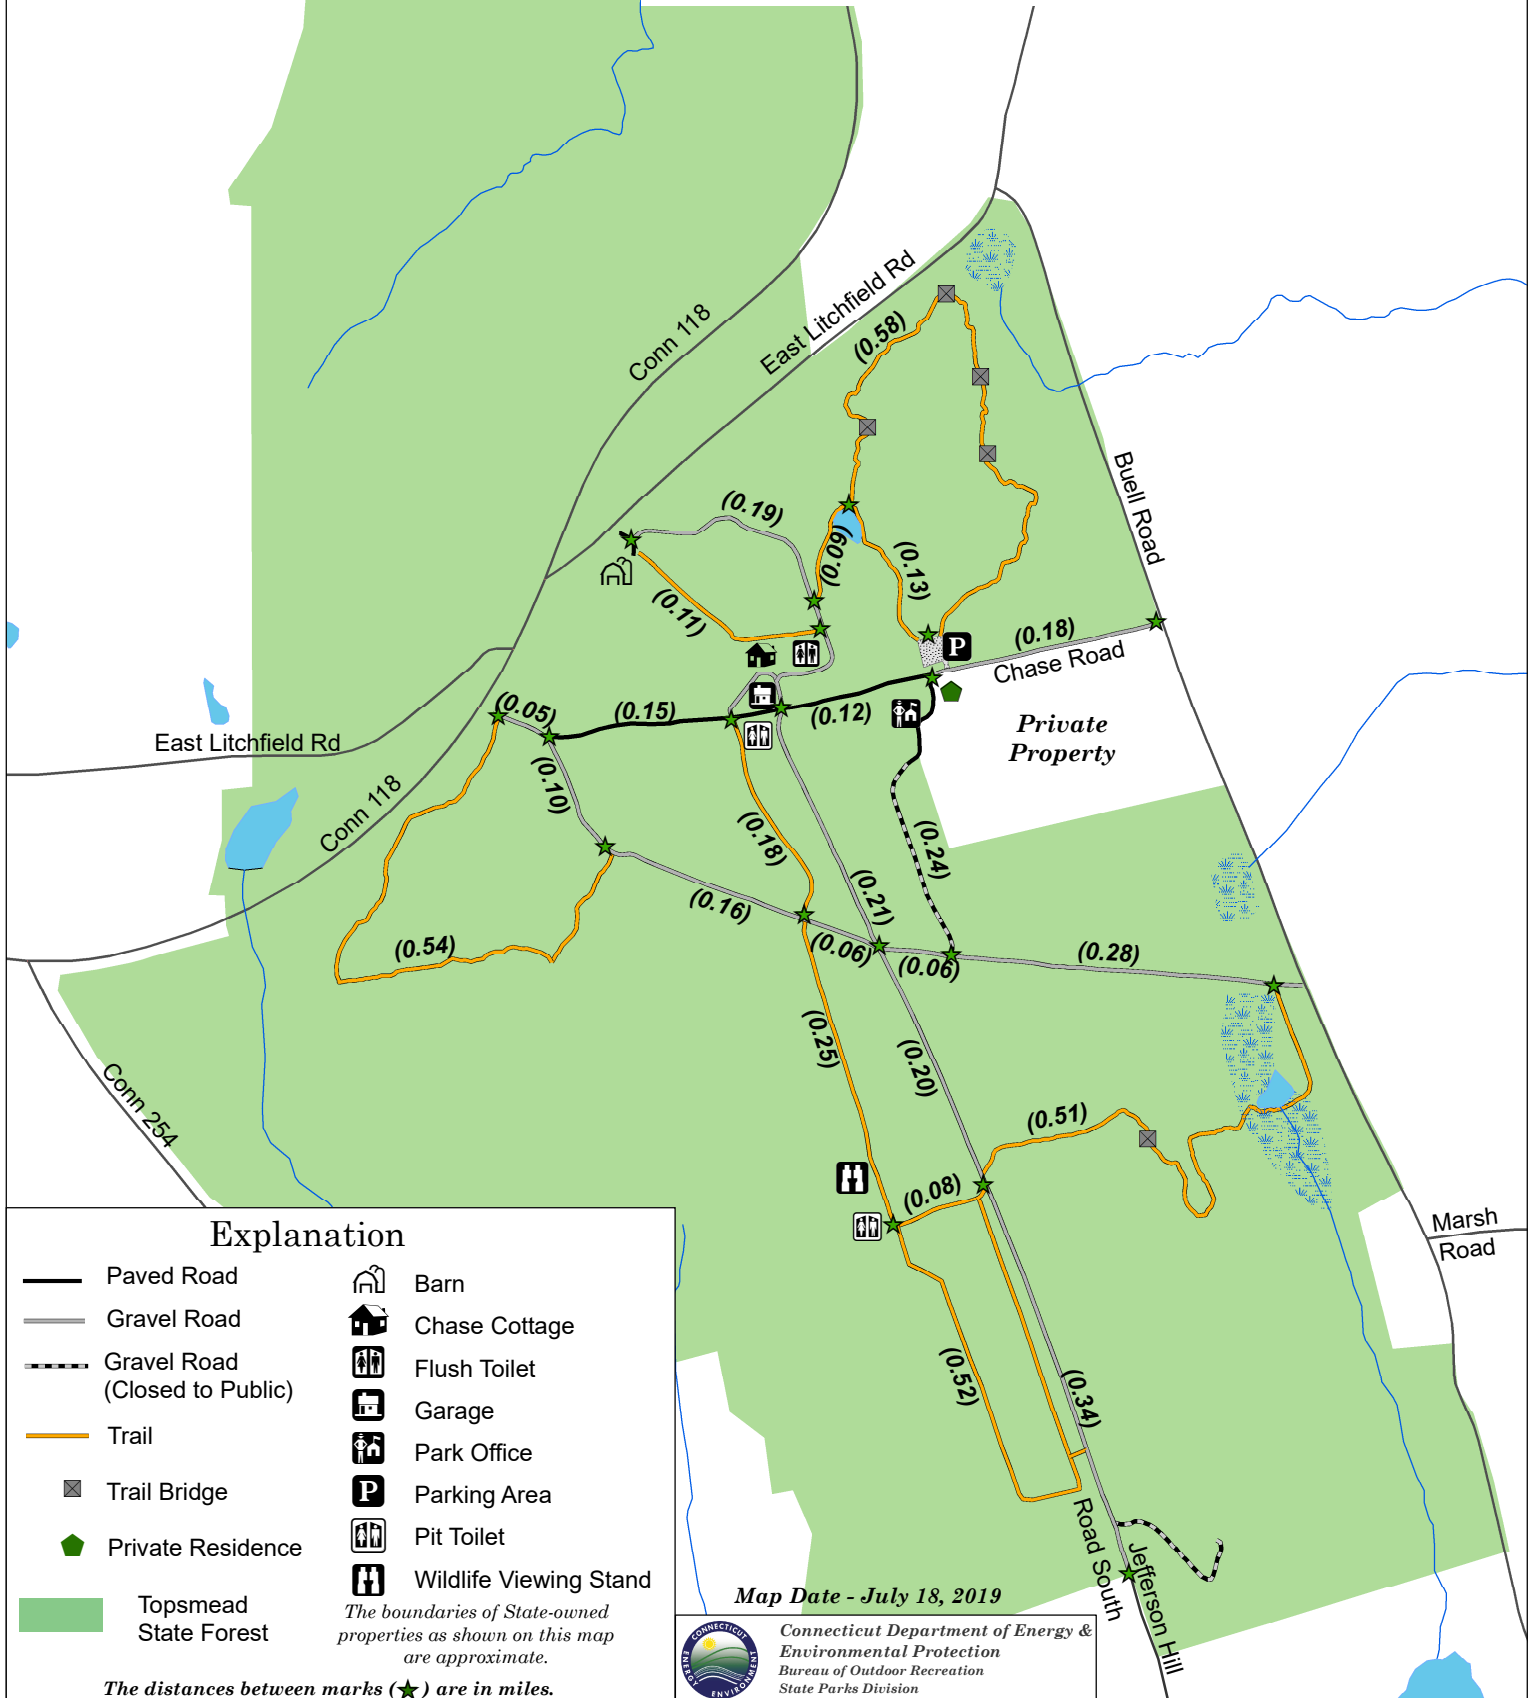 Conn 118
East Litchfield Rd
(0.58)
Buell Road
(0.19)
(0.09)
(0.13)
(0.11)
P
(0.18)
Chase Road
(0.05)
(0.15)
(0.12)
Private
Property
East Litchfield Rd
(0.10)
Conn 118
(0.18)
(0.24)
(0.21)
(0.16)
(0.54)
(0.06)
(0.06)
(0.28)
(0.25)
(0.20)
Conn 254
(0.51)
(0.08)
Marsh
Road
(0.52)
(0.34)
Road South
Jefferson Hill
Explanation
Paved Road
Gravel Road
Gravel Road
(Closed to Public)
Trail
Trail Bridge
Private Residence
Topsmead
State Forest
Barn
Chase Cottage
Flush Toilet
Garage
Park Office
P
Parking Area
Pit Toilet
Wildlife Viewing Stand
The boundaries of State-owned
properties as shown on this map
are approximate.
The distances between marks (★) are in miles.
Map Date - July 18, 2019
CONNECTICUT
ENERGY
ENVIRONMENT
Connecticut Department of Energy &
Environmental Protection
Bureau of Outdoor Recreation
State Parks Division